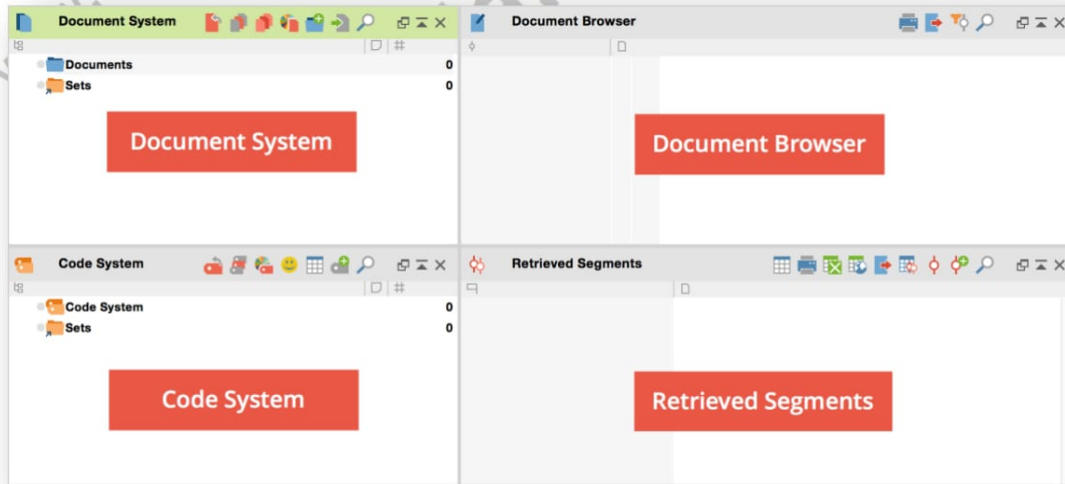 Document System
#
Documents 0
Sets 0
Document System
Document Browser
Document Browser
Code System
#
Code System 0
Sets 0
Code System
Retrieved Segments
Retrieved Segments